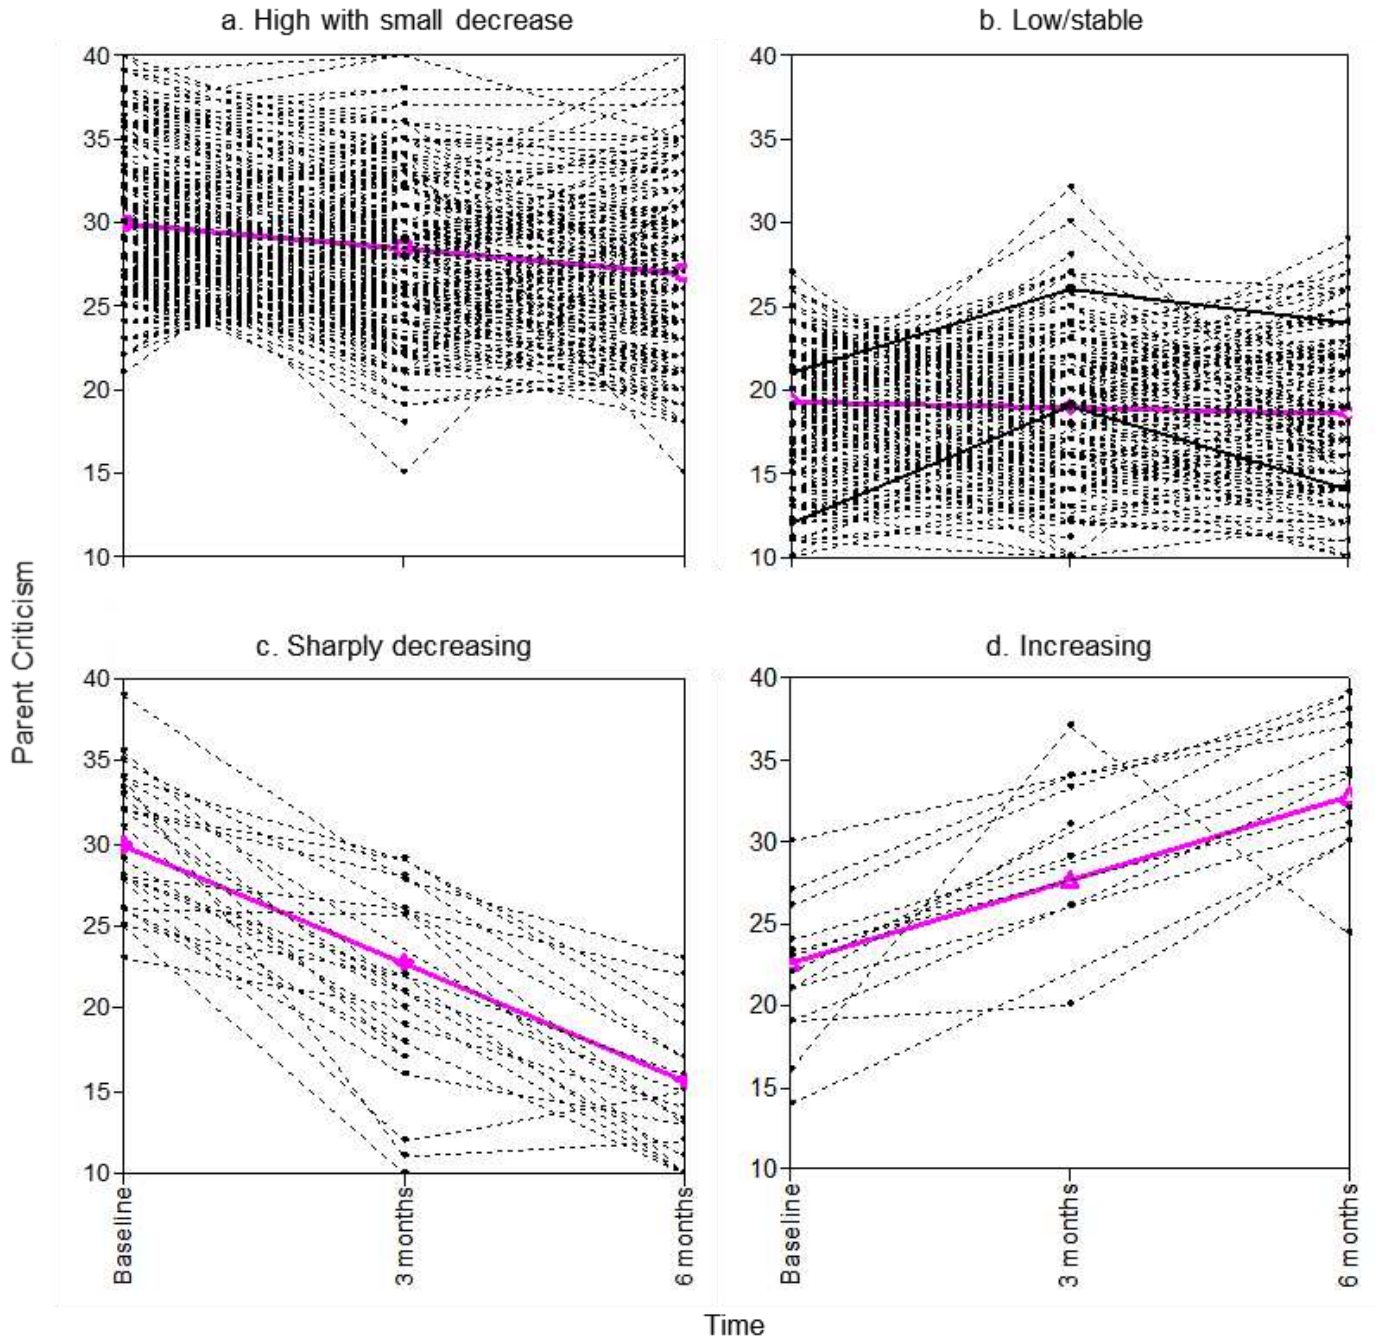 a. High with small decrease
b. Low/stable
40
35
30
25
20
15
10
40
35
30
25
20
15
10
Parent Criticism
c. Sharply decreasing
d. Increasing
40
35
30
25
20
15
10
40
35
30
25
20
15
10
Baseline
3 months
6 months
Baseline
3 months
6 months
Time